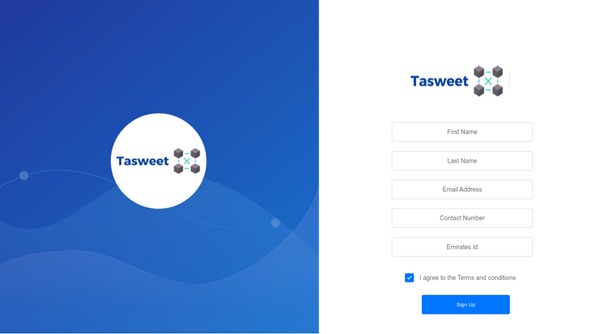 Tasweet
Tasweet
First Name
Last Name
Email Address
Contact Number
Emirates Id
I agree to the Terms and conditions
Sign Up